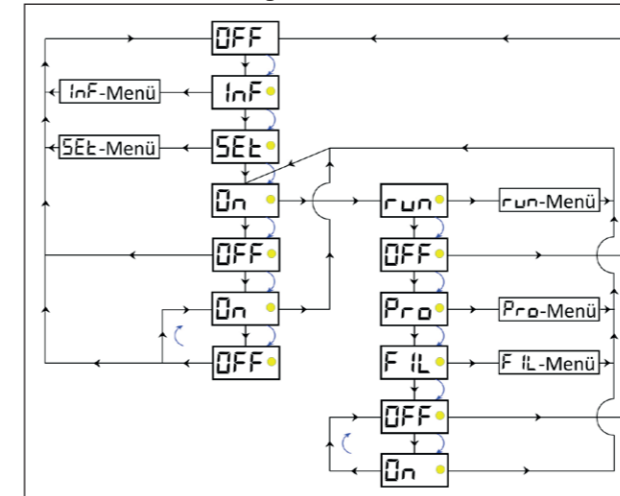 OFF
InF-Menü InF
SEt-Menü SEt
On run run-Menü
OFF OFF
On Pro Pro-Menü
OFF FIL FIL-Menü
OFF
On